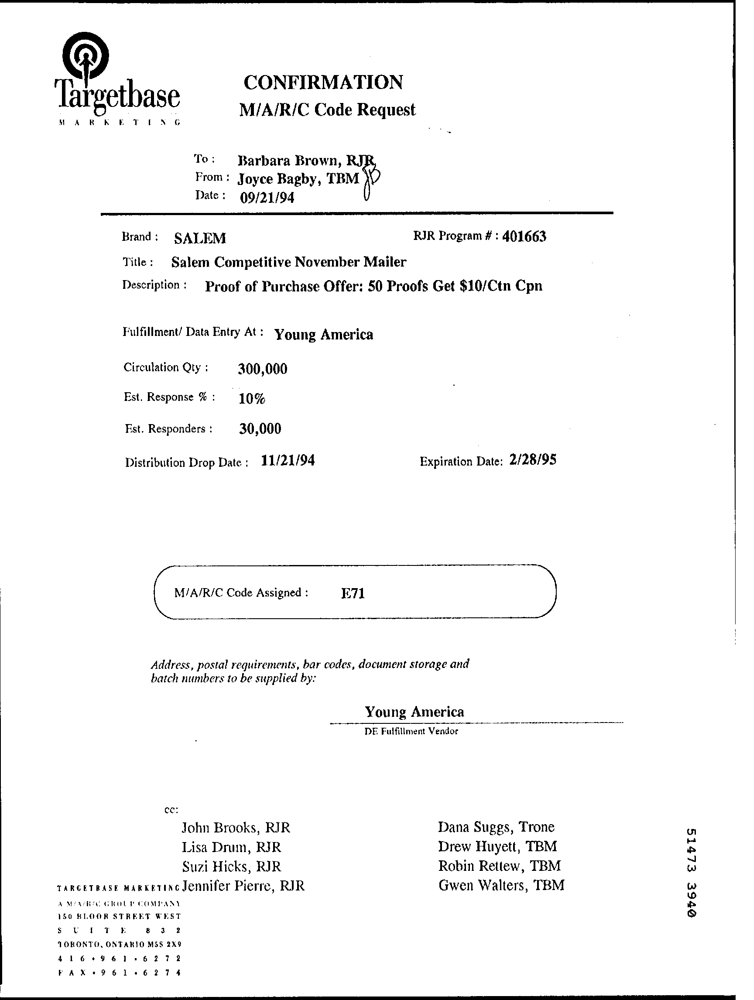 Targetbase
MARKETING
CONFIRMATION
M/A/R/C Code Request
To : Barbara Brown, RJR
From : Joyce Bagby, TBM JB
Date : 09/21/94
Brand : SALEM RJR Program # : 401663
Title : Salem Competitive November Mailer
Description : Proof of Purchase Offer: 50 Proofs Get $10/Ctn Cpn
Fulfillment/ Data Entry At : Young America
Circulation Qty : 300,000
Est. Response % : 10%
Est. Responders : 30,000
Distribution Drop Date : 11/21/94 Expiration Date: 2/28/95
M/A/R/C Code Assigned : E71
Address, postal requirements, bar codes, document storage and
batch numbers to be supplied by:
Young America
DE Fulfillment Vendor
cc:
John Brooks, RJR Dana Suggs, Trone
Lisa Drum, RJR Drew Huyett, TBM
Suzi Hicks, RJR Robin Rettew, TBM
Jennifer Pierre, RJR Gwen Walters, TBM
TARGETBASE MARKETING
A M/A/R/C GROUP COMPANY
150 BLOOR STREET WEST
SUITE 832
TORONTO, ONTARIO M5S 2X9
416•961•6272
FAX•961•6274
51473 3940